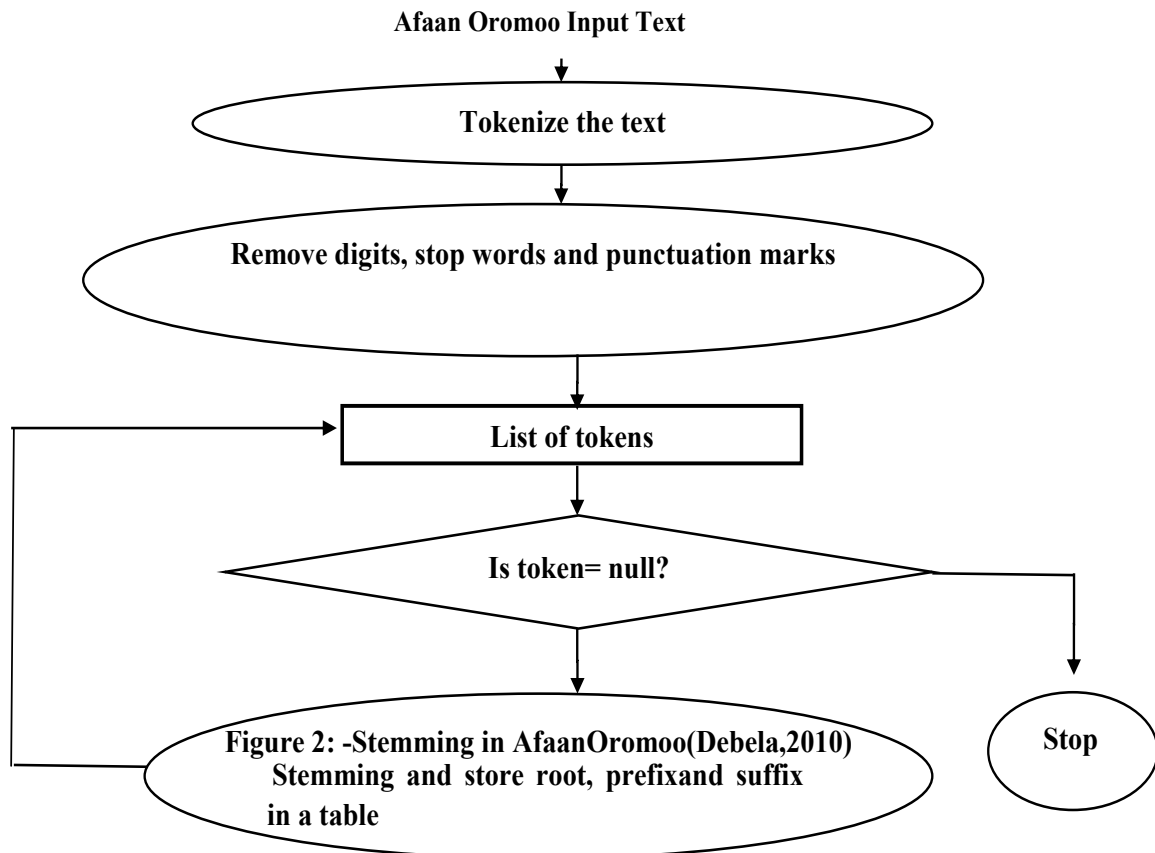 Afaan Oromoo Input Text
Tokenize the text
Remove digits, stop words and punctuation marks
List of tokens
Is token= null?
Figure 2: -Stemming in AfaanOromoo(Debela,2010)
Stemming and store root, prefixand suffix
in a table
Stop